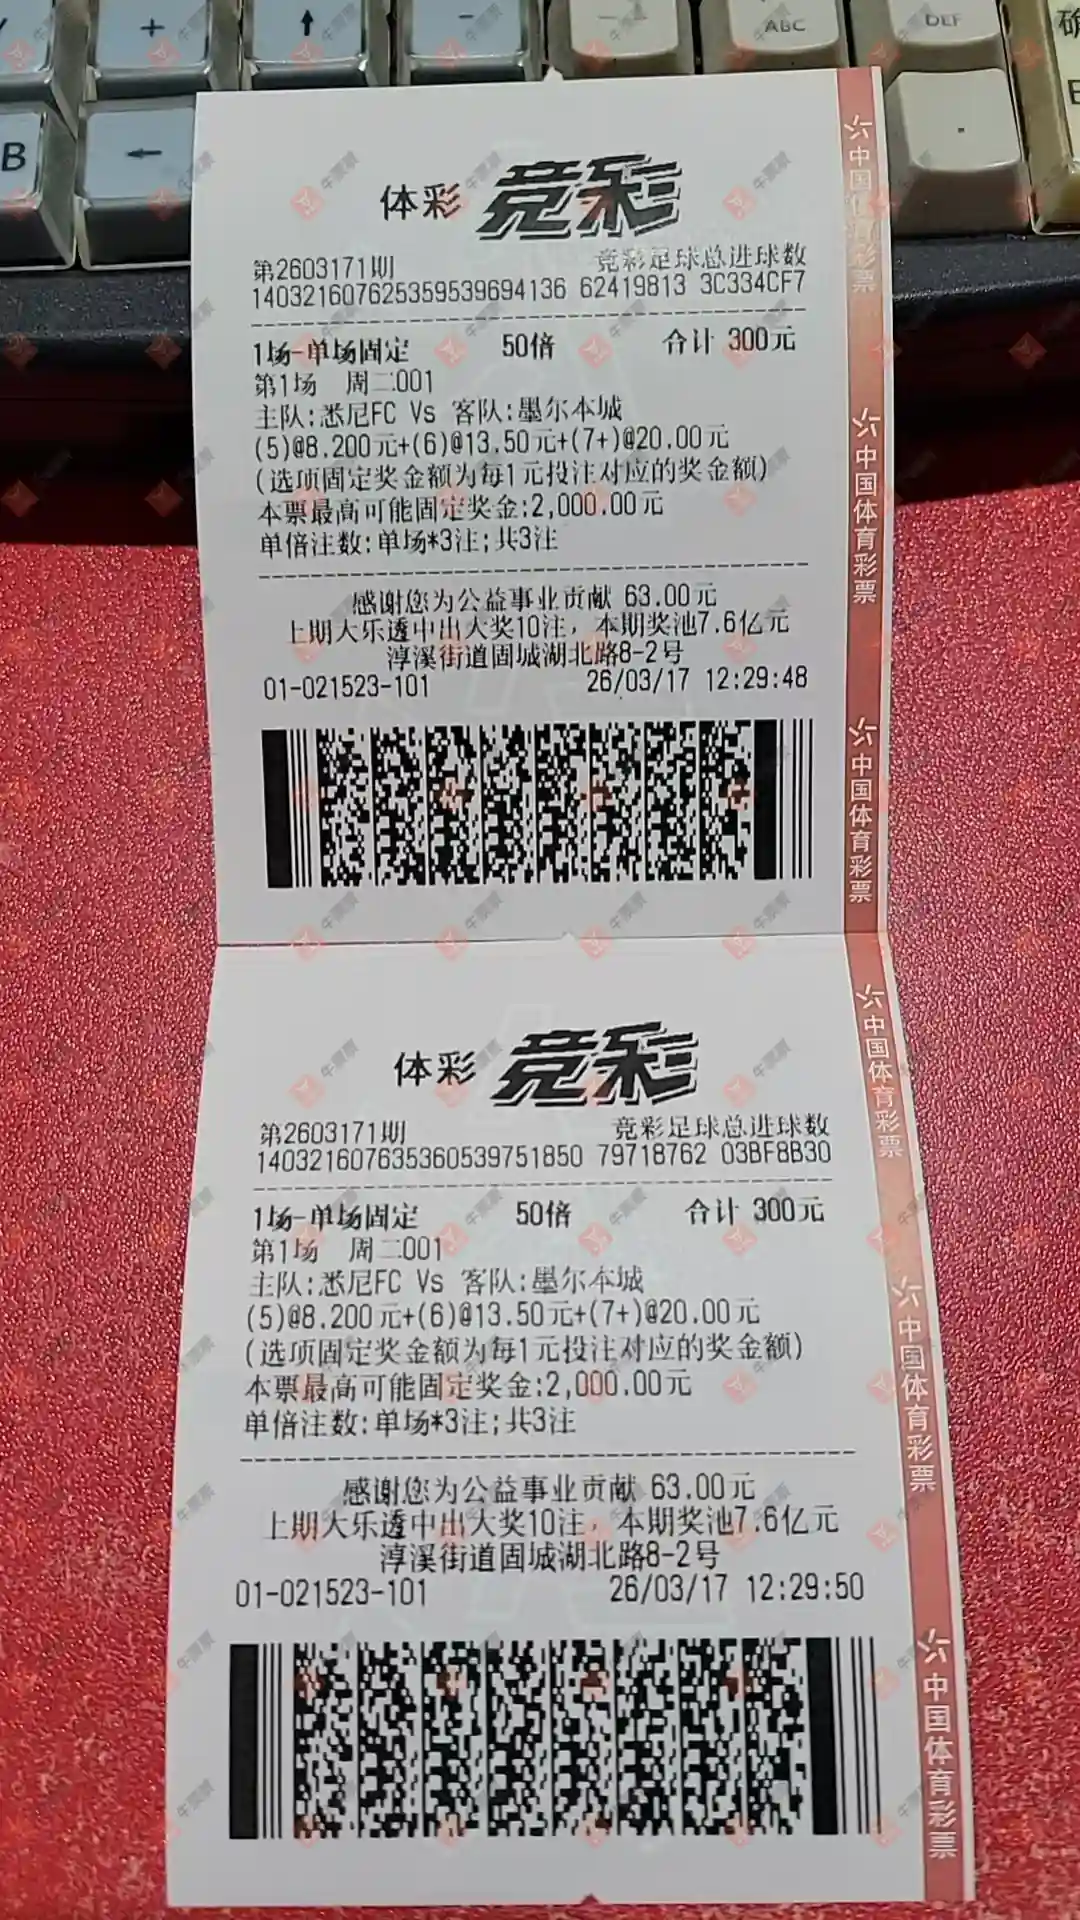 +
↑
-
ABC
DEF
B
←
.
体彩 竞彩
第2603171期 竞彩足球总进球数
140321607625359539694136 62419813 3C334CF7
1场-单场固定 50倍 合计 300元
第1场 周二001
主队:悉尼FC Vs 客队:墨尔本城
(5)@8.200元+(6)@13.50元+(7+)@20.00元
(选项固定奖金额为每1元投注对应的奖金额)
本票最高可能固定奖金:2,000.00元
单倍注数:单场*3注;共3注
感谢您为公益事业贡献 63.00元
上期大乐透中出大奖10注，本期奖池7.6亿元
淳溪街道固城湖北路8-2号
01-021523-101 26/03/17 12:29:48
中国体育彩票
中国体育彩票
中国体育彩票
体彩 竞彩
第2603171期 竞彩足球总进球数
140321607635360539751850 79718762 03BF8B30
1场-单场固定 50倍 合计 300元
第1场 周二001
主队:悉尼FC Vs 客队:墨尔本城
(5)@8.200元+(6)@13.50元+(7+)@20.00元
(选项固定奖金额为每1元投注对应的奖金额)
本票最高可能固定奖金:2,000.00元
单倍注数:单场*3注;共3注
感谢您为公益事业贡献 63.00元
上期大乐透中出大奖10注，本期奖池7.6亿元
淳溪街道固城湖北路8-2号
01-021523-101 26/03/17 12:29:50
中国体育彩票
中国体育彩票
中国体育彩票